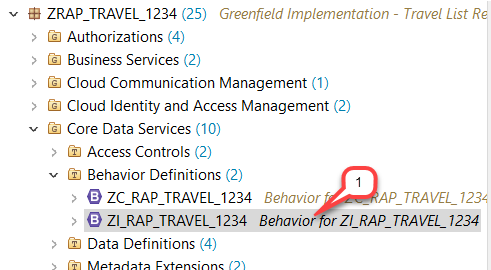 ZRAP_TRAVEL_1234 (25) Greenfield Implementation - Travel List Re
G Authorizations (4)
G Business Services (2)
G Cloud Communication Management (1)
G Cloud Identity and Access Management (2)
G Core Data Services (10)
T Access Controls (2)
T Behavior Definitions (2)
1
B ZC_RAP_TRAVEL_1234 Behavior for ZC_RAP_TRAVEL_1234
B ZI_RAP_TRAVEL_1234 Behavior for ZI_RAP_TRAVEL_1234
T Data Definitions (4)
T Metadata Extensions (2)